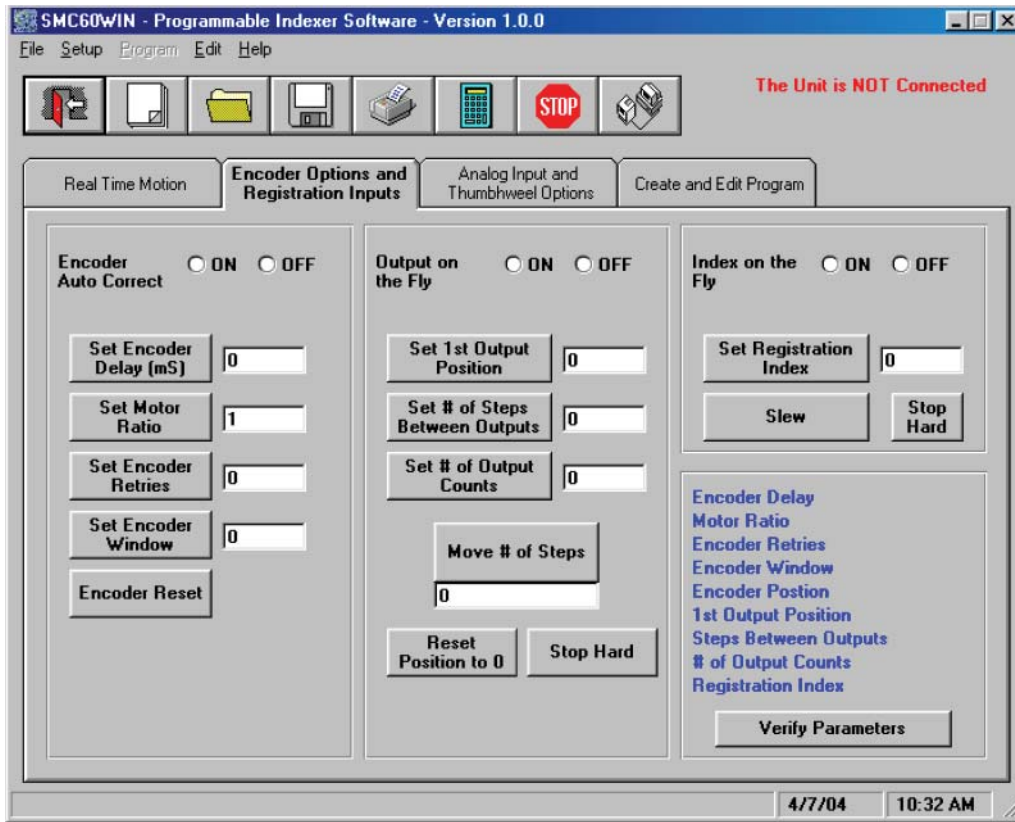 SMC60WIN - Programmable Indexer Software - Version 1.0.0
File Setup Program Edit Help
STOP
The Unit is NOT Connected
Real Time Motion
Encoder Options and
Registration Inputs
Analog Input and
Thumbhweel Options
Create and Edit Program
Encoder
Auto Correct
ON OFF
Set Encoder
Delay (mS)
0
Set Motor
Ratio
1
Set Encoder
Retries
0
Set Encoder
Window
0
Encoder Reset
Output on
the Fly
ON OFF
Set 1st Output
Position
0
Set # of Steps
Between Outputs
0
Set # of Output
Counts
0
Move # of Steps
0
Reset
Position to 0
Stop Hard
Index on the
Fly
ON OFF
Set Registration
Index
0
Slew
Stop
Hard
Encoder Delay
Motor Ratio
Encoder Retries
Encoder Window
Encoder Postion
1st Output Position
Steps Between Outputs
# of Output Counts
Registration Index
Verify Parameters
4/7/04
10:32 AM